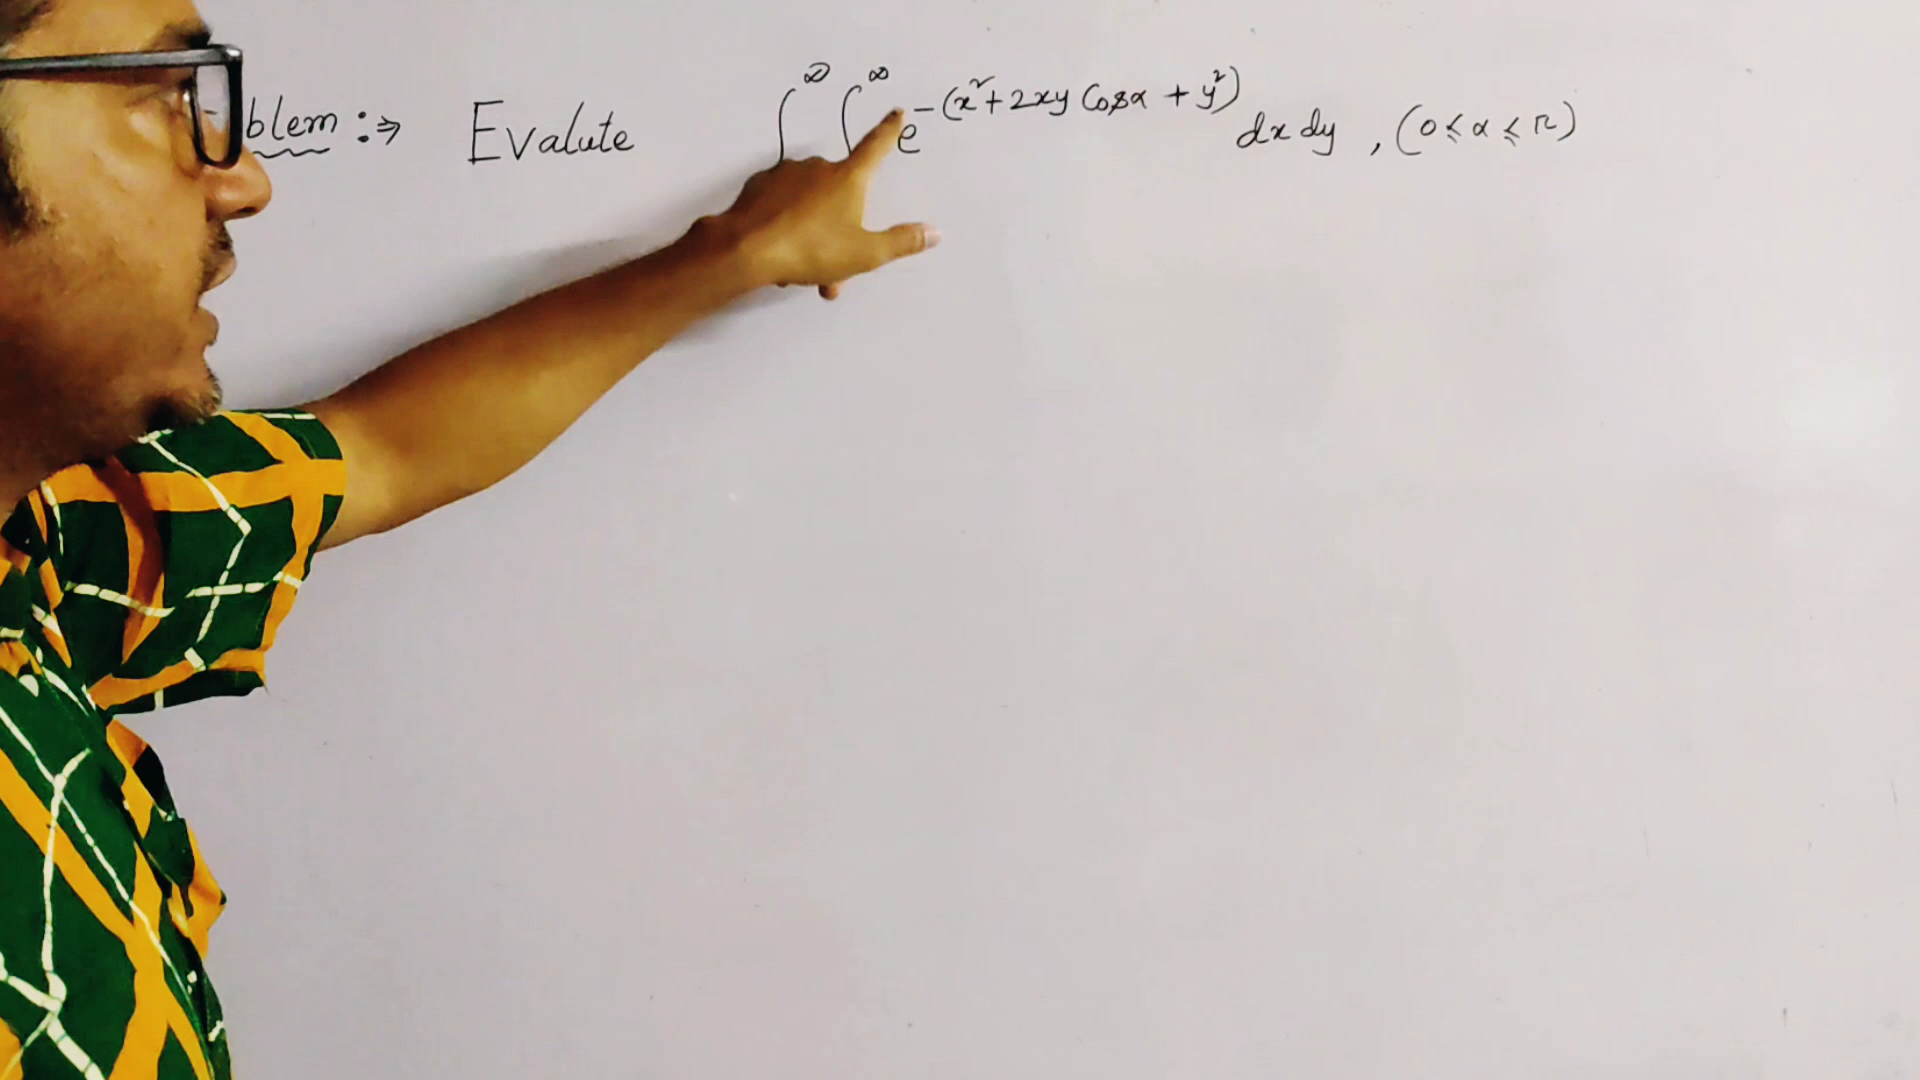 blem :⇒ Evalute ∫^∞ ∫^∞ e^{-(x²+2xy Cosα + y²)} dx dy , (0 ≤ α ≤ π)